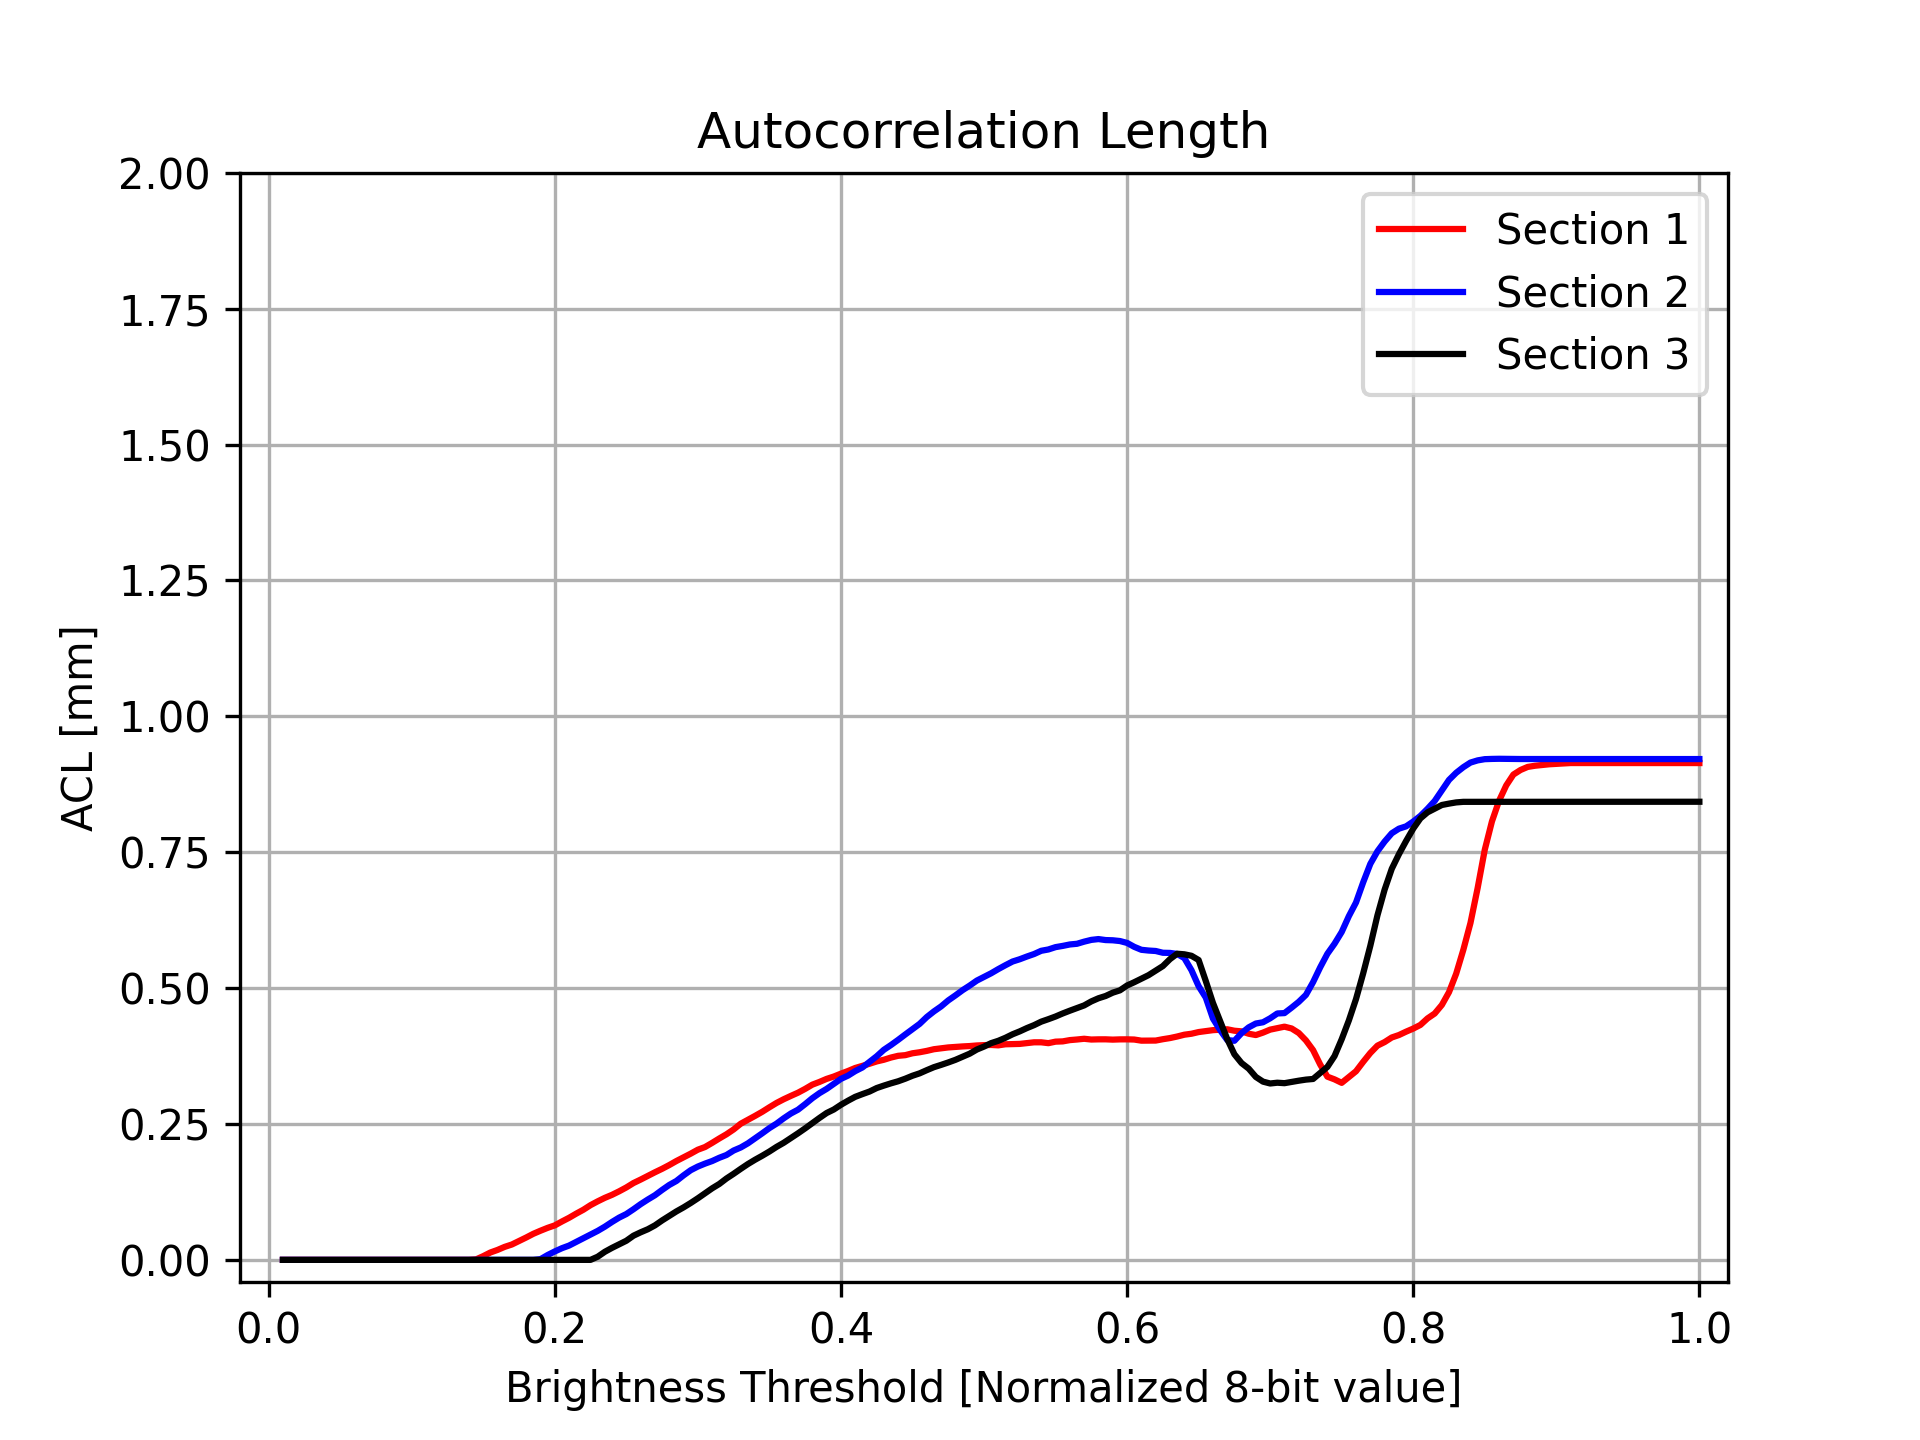 Autocorrelation Length
2.00
1.75
1.50
1.25
1.00
0.75
0.50
0.25
0.00
ACL [mm]
Section 1
Section 2
Section 3
0.0 0.2 0.4 0.6 0.8 1.0
Brightness Threshold [Normalized 8-bit value]